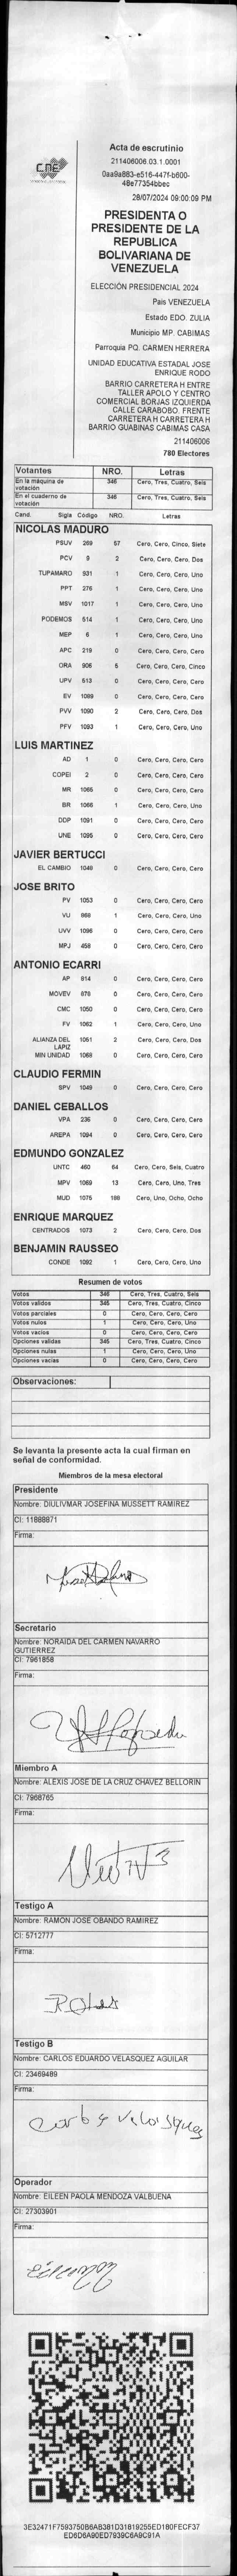 CNE
Acta de escrutinio
211406006.03.1.0001
0aa9a883-e516-447f-b600-
48e77354bbec
28/07/2024 09:00:09 PM
PRESIDENTA O
PRESIDENTE DE LA
REPUBLICA
BOLIVARIANA DE
VENEZUELA
ELECCIÓN PRESIDENCIAL 2024
País VENEZUELA
Estado EDO. ZULIA
Municipio MP. CABIMAS
Parroquia PQ. CARMEN HERRERA
UNIDAD EDUCATIVA ESTADAL JOSE
ENRIQUE RODO
BARRIO CARRETERA H ENTRE
TALLER APOLO Y CENTRO
COMERCIAL BORJAS IZQUIERDA
CALLE CARABOBO. FRENTE
CARRETERA H CARRETERA H
BARRIO GUABINAS CABIMAS CASA
211406006
780 Electores
Votantes NRO. Letras
En la máquina de votación 346 Cero, Tres, Cuatro, Seis
En el cuaderno de votación 346 Cero, Tres, Cuatro, Seis
Cand. Sigla Código NRO. Letras
NICOLAS MADURO
PSUV 269 57 Cero, Cero, Cinco, Siete
PCV 9 2 Cero, Cero, Cero, Dos
TUPAMARO 931 1 Cero, Cero, Cero, Uno
PPT 276 1 Cero, Cero, Cero, Uno
MSV 1017 1 Cero, Cero, Cero, Uno
PODEMOS 514 1 Cero, Cero, Cero, Uno
MEP 6 1 Cero, Cero, Cero, Uno
APC 219 0 Cero, Cero, Cero, Cero
ORA 906 5 Cero, Cero, Cero, Cinco
UPV 513 0 Cero, Cero, Cero, Cero
EV 1089 0 Cero, Cero, Cero, Cero
PVV 1090 2 Cero, Cero, Cero, Dos
PFV 1093 1 Cero, Cero, Cero, Uno
LUIS MARTINEZ
AD 1 0 Cero, Cero, Cero, Cero
COPEI 2 0 Cero, Cero, Cero, Cero
MR 1065 0 Cero, Cero, Cero, Cero
BR 1066 1 Cero, Cero, Cero, Uno
DDP 1091 0 Cero, Cero, Cero, Cero
UNE 1095 0 Cero, Cero, Cero, Cero
JAVIER BERTUCCI
EL CAMBIO 1049 0 Cero, Cero, Cero, Cero
JOSE BRITO
PV 1053 0 Cero, Cero, Cero, Cero
VU 968 1 Cero, Cero, Cero, Uno
UVV 1096 0 Cero, Cero, Cero, Cero
MPJ 458 0 Cero, Cero, Cero, Cero
ANTONIO ECARRI
AP 814 0 Cero, Cero, Cero, Cero
MOVEV 878 0 Cero, Cero, Cero, Cero
CMC 1050 0 Cero, Cero, Cero, Cero
FV 1062 1 Cero, Cero, Cero, Uno
ALIANZA DEL LAPIZ 1051 2 Cero, Cero, Cero, Dos
MIN UNIDAD 1068 0 Cero, Cero, Cero, Cero
CLAUDIO FERMIN
SPV 1048 0 Cero, Cero, Cero, Cero
DANIEL CEBALLOS
VPA 236 0 Cero, Cero, Cero, Cero
AREPA 1094 0 Cero, Cero, Cero, Cero
EDMUNDO GONZALEZ
UNTC 460 64 Cero, Cero, Seis, Cuatro
MPV 1069 13 Cero, Cero, Uno, Tres
MUD 1075 188 Cero, Uno, Ocho, Ocho
ENRIQUE MARQUEZ
CENTRADOS 1073 2 Cero, Cero, Cero, Dos
BENJAMIN RAUSSEO
CONDE 1092 1 Cero, Cero, Cero, Uno
Resumen de votos
Votos 346 Cero, Tres, Cuatro, Seis
Votos válidos 345 Cero, Tres, Cuatro, Cinco
Votos parciales 0 Cero, Cero, Cero, Cero
Votos nulos 1 Cero, Cero, Cero, Uno
Votos vacíos 0 Cero, Cero, Cero, Cero
Opciones validas 345 Cero, Tres, Cuatro, Cinco
Opciones nulas 1 Cero, Cero, Cero, Uno
Opciones vacías 0 Cero, Cero, Cero, Cero
Observaciones:
Se levanta la presente acta la cual firman en
señal de conformidad.
Miembros de la mesa electoral
Presidente
Nombre: DIULIVMAR JOSEFINA MUSSETT RAMIREZ
CI: 11888871
Firma:
Secretario
Nombre: NORAIDA DEL CARMEN NAVARRO
GUTIERREZ
CI: 7961858
Firma:
Miembro A
Nombre: ALEXIS JOSE DE LA CRUZ CHAVEZ BELLORIN
CI: 7968765
Firma:
Testigo A
Nombre: RAMON JOSE OBANDO RAMIREZ
CI: 5712777
Firma:
Testigo B
Nombre: CARLOS EDUARDO VELASQUEZ AGUILAR
CI: 23469489
Firma:
Carlos Velasquez
Operador
Nombre: EILEEN PAOLA MENDOZA VALBUENA
CI: 27303901
Firma:
3E32471F7593750B6AB381D31819255ED180FECF37
ED6D6A90ED7939C6A9C91A